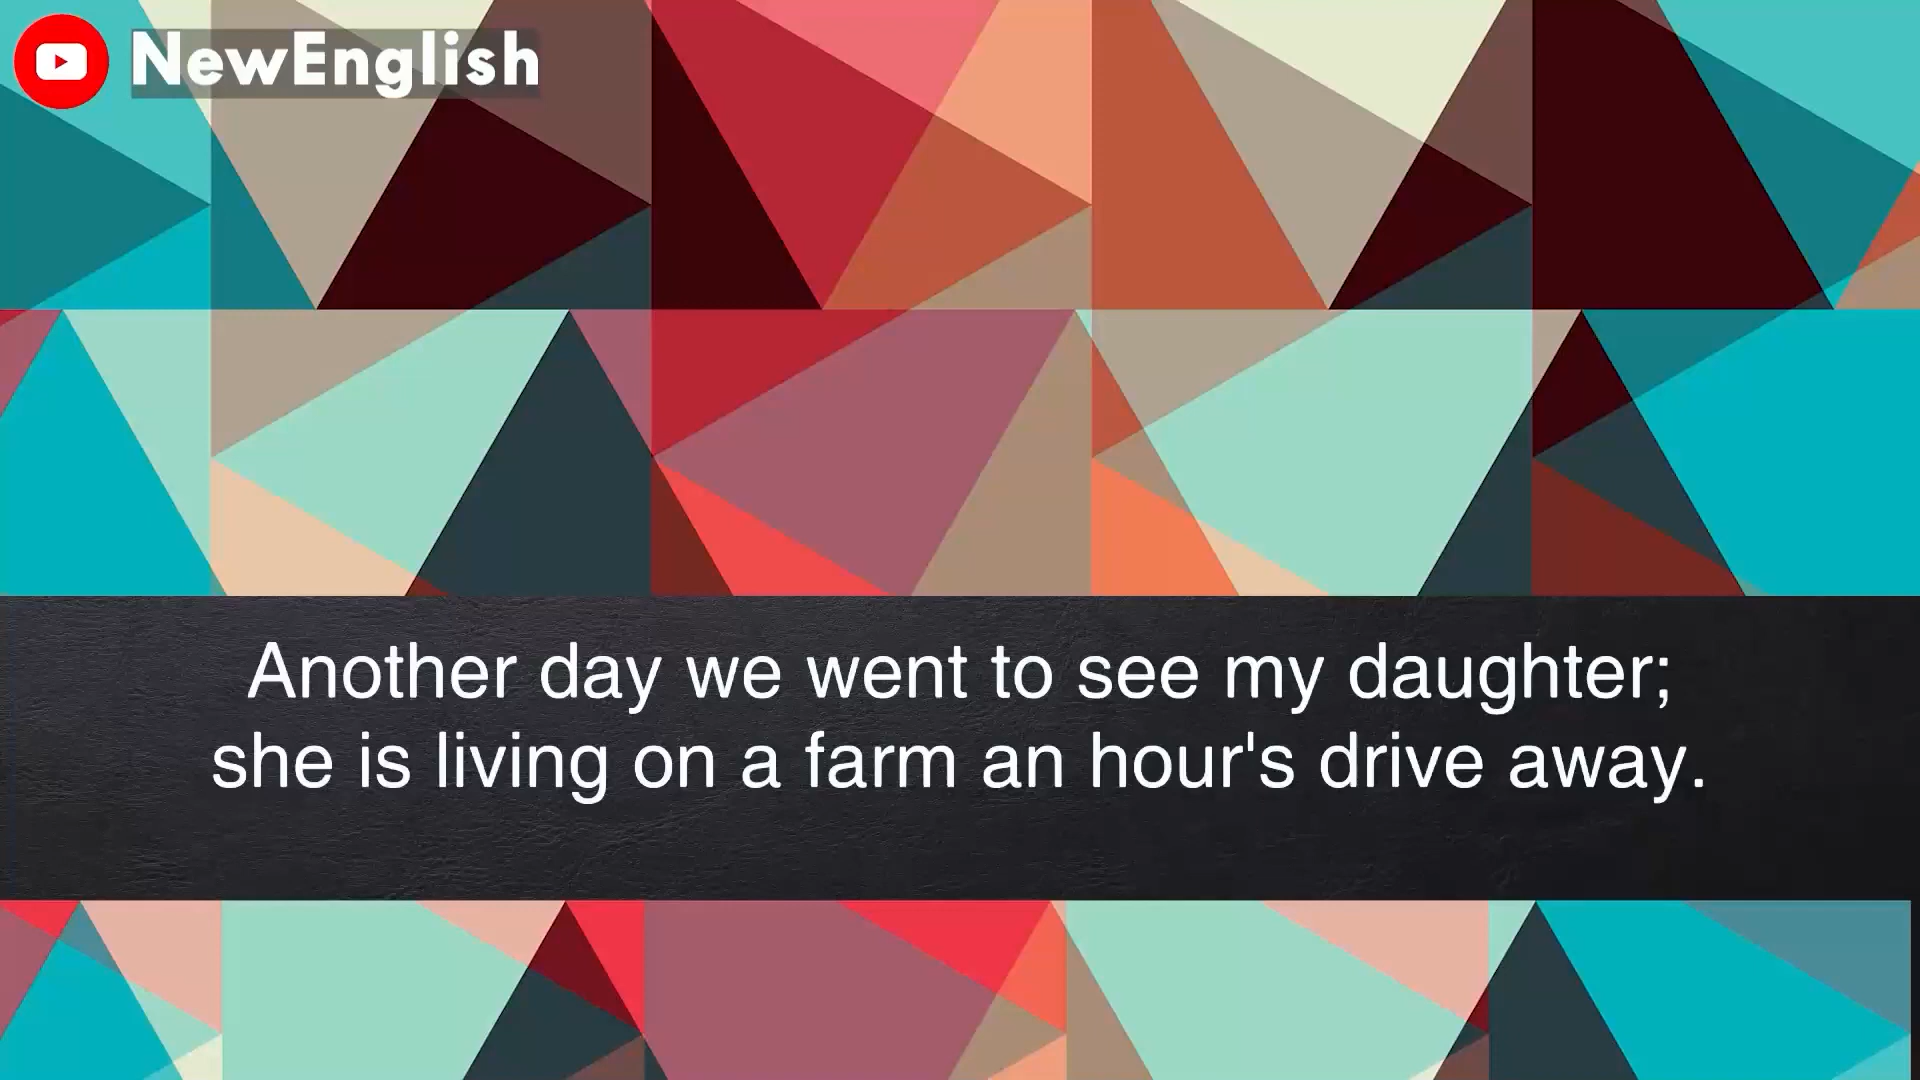 NewEnglish
Another day we went to see my daughter;
she is living on a farm an hour's drive away.